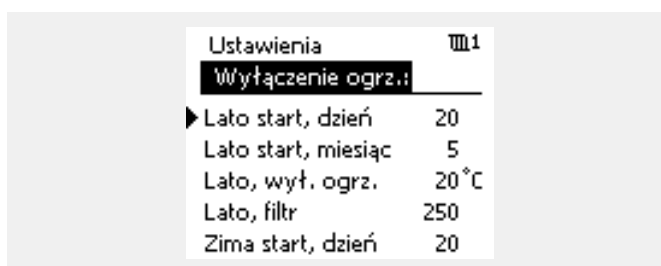 Ustawienia 1
Wyłączenie ogrz.:
Lato start, dzień 20
Lato start, miesiąc 5
Lato, wył. ogrz. 20°C
Lato, filtr 250
Zima start, dzień 20